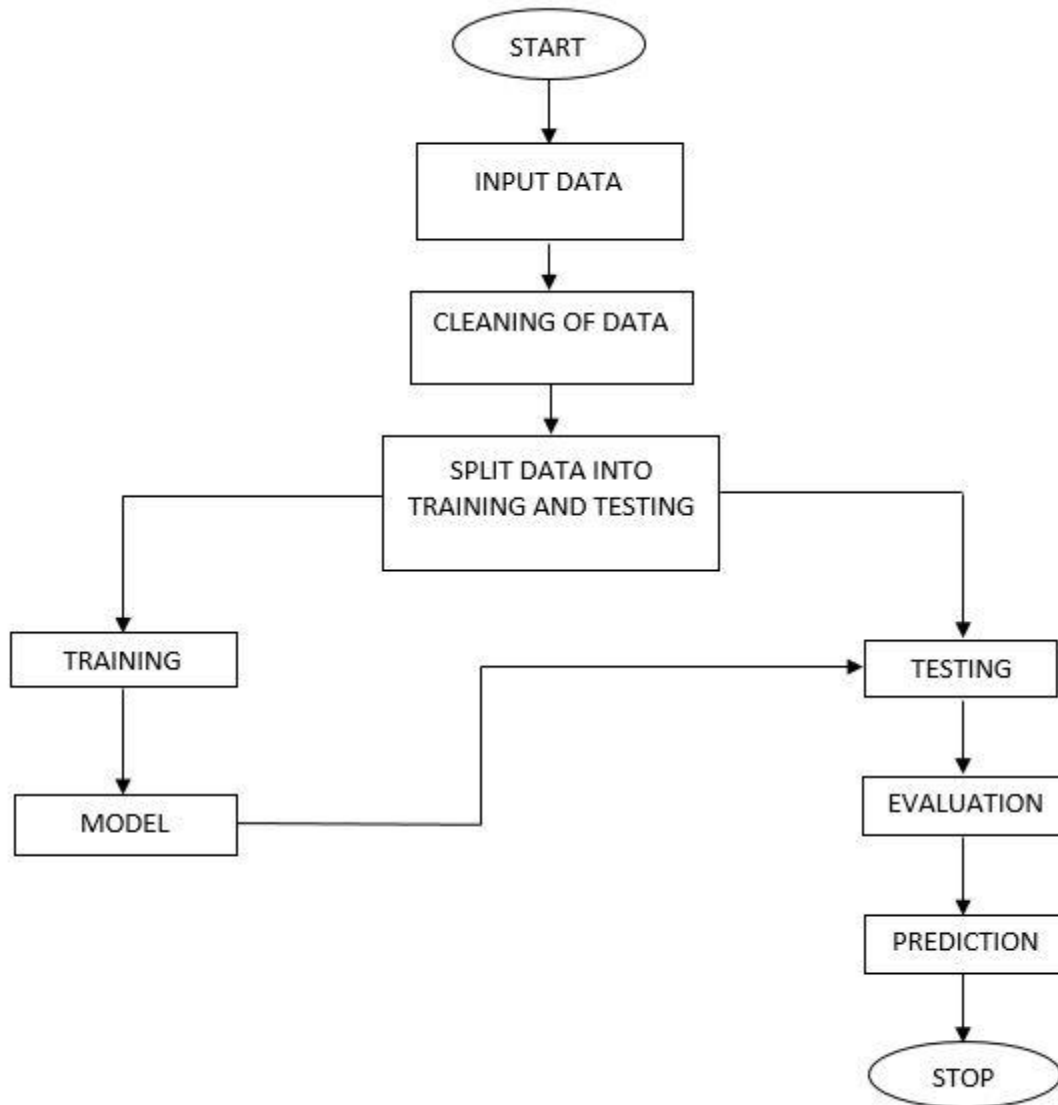 START
INPUT DATA
CLEANING OF DATA
SPLIT DATA INTO
TRAINING AND TESTING
TRAINING
TESTING
MODEL
EVALUATION
PREDICTION
STOP